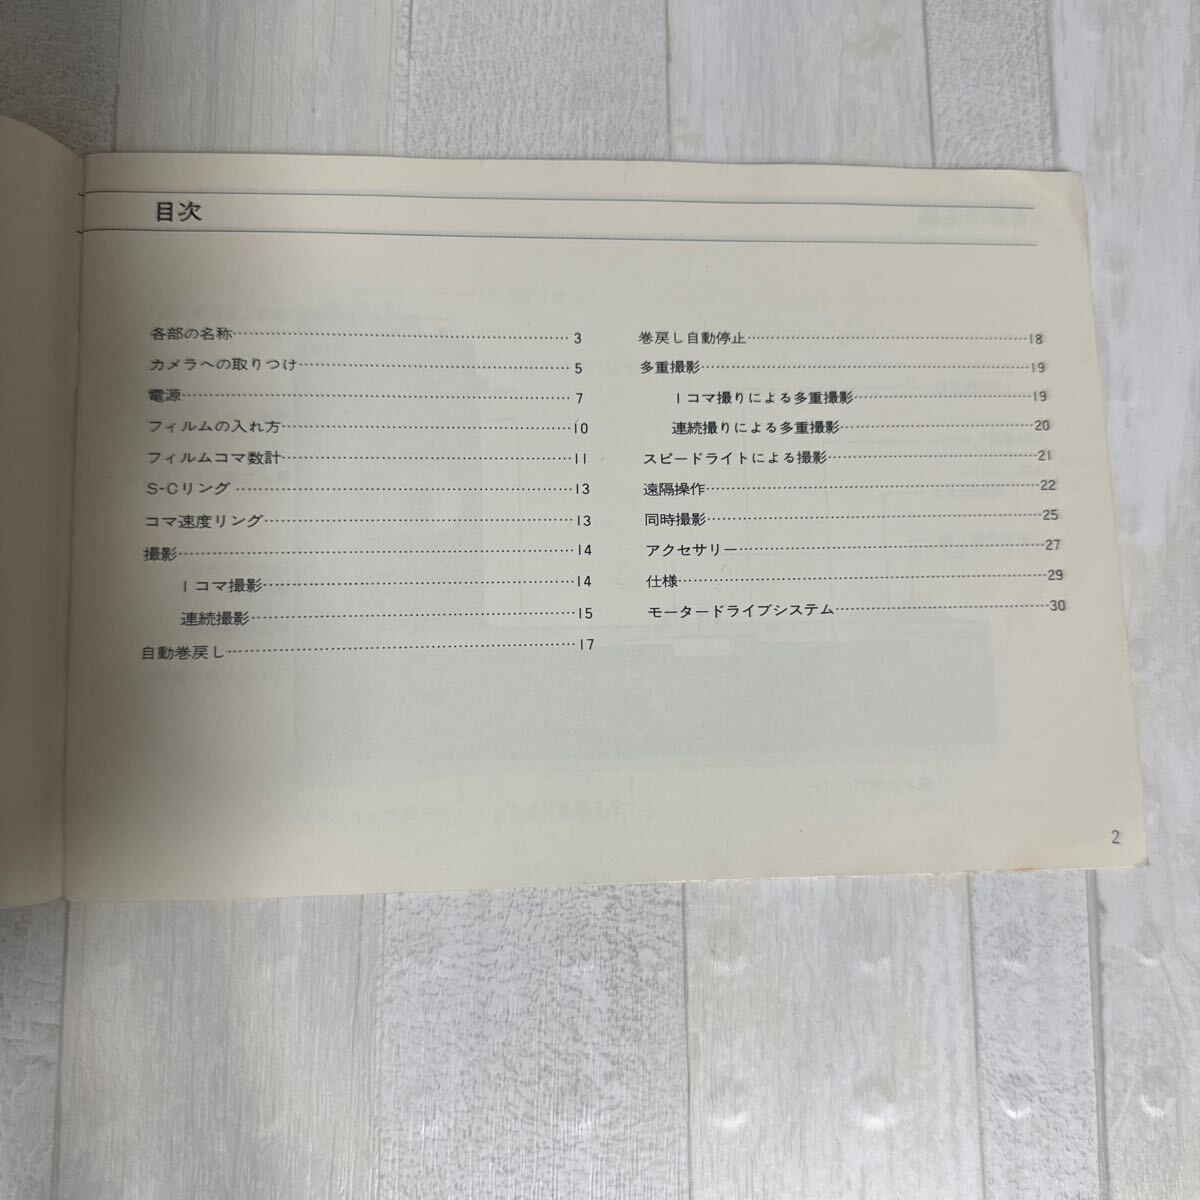 目次
各部の名称……………………………………3
カメラへの取りつけ……………………………5
電源……………………………………………7
フィルムの入れ方………………………………10
フィルムコマ数計………………………………11
S-Cリング………………………………………13
コマ速度リング…………………………………13
撮影……………………………………………14
1コマ撮影………………………………………14
連続撮影………………………………………15
自動巻戻し……………………………………17
巻戻し自動停止………………………………18
多重撮影………………………………………19
1コマ撮りによる多重撮影……………………19
連続撮りによる多重撮影……………………20
スピードライトによる撮影……………………21
遠隔操作………………………………………22
同時撮影………………………………………25
アクセサリー……………………………………27
仕様……………………………………………29
モータードライブシステム……………………30
2